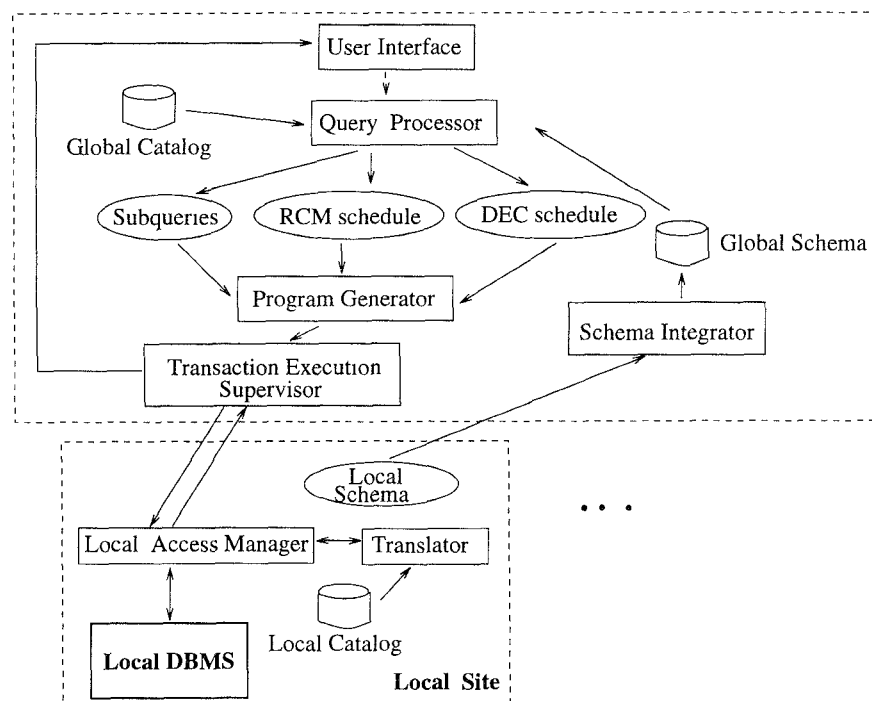 User Interface
Query Processor
Global Catalog
Subqueries
RCM schedule
DEC schedule
Global Schema
Program Generator
Schema Integrator
Transaction Execution
Supervisor
Local
Schema
. . .
Local Access Manager
Translator
Local Catalog
Local DBMS
Local Site